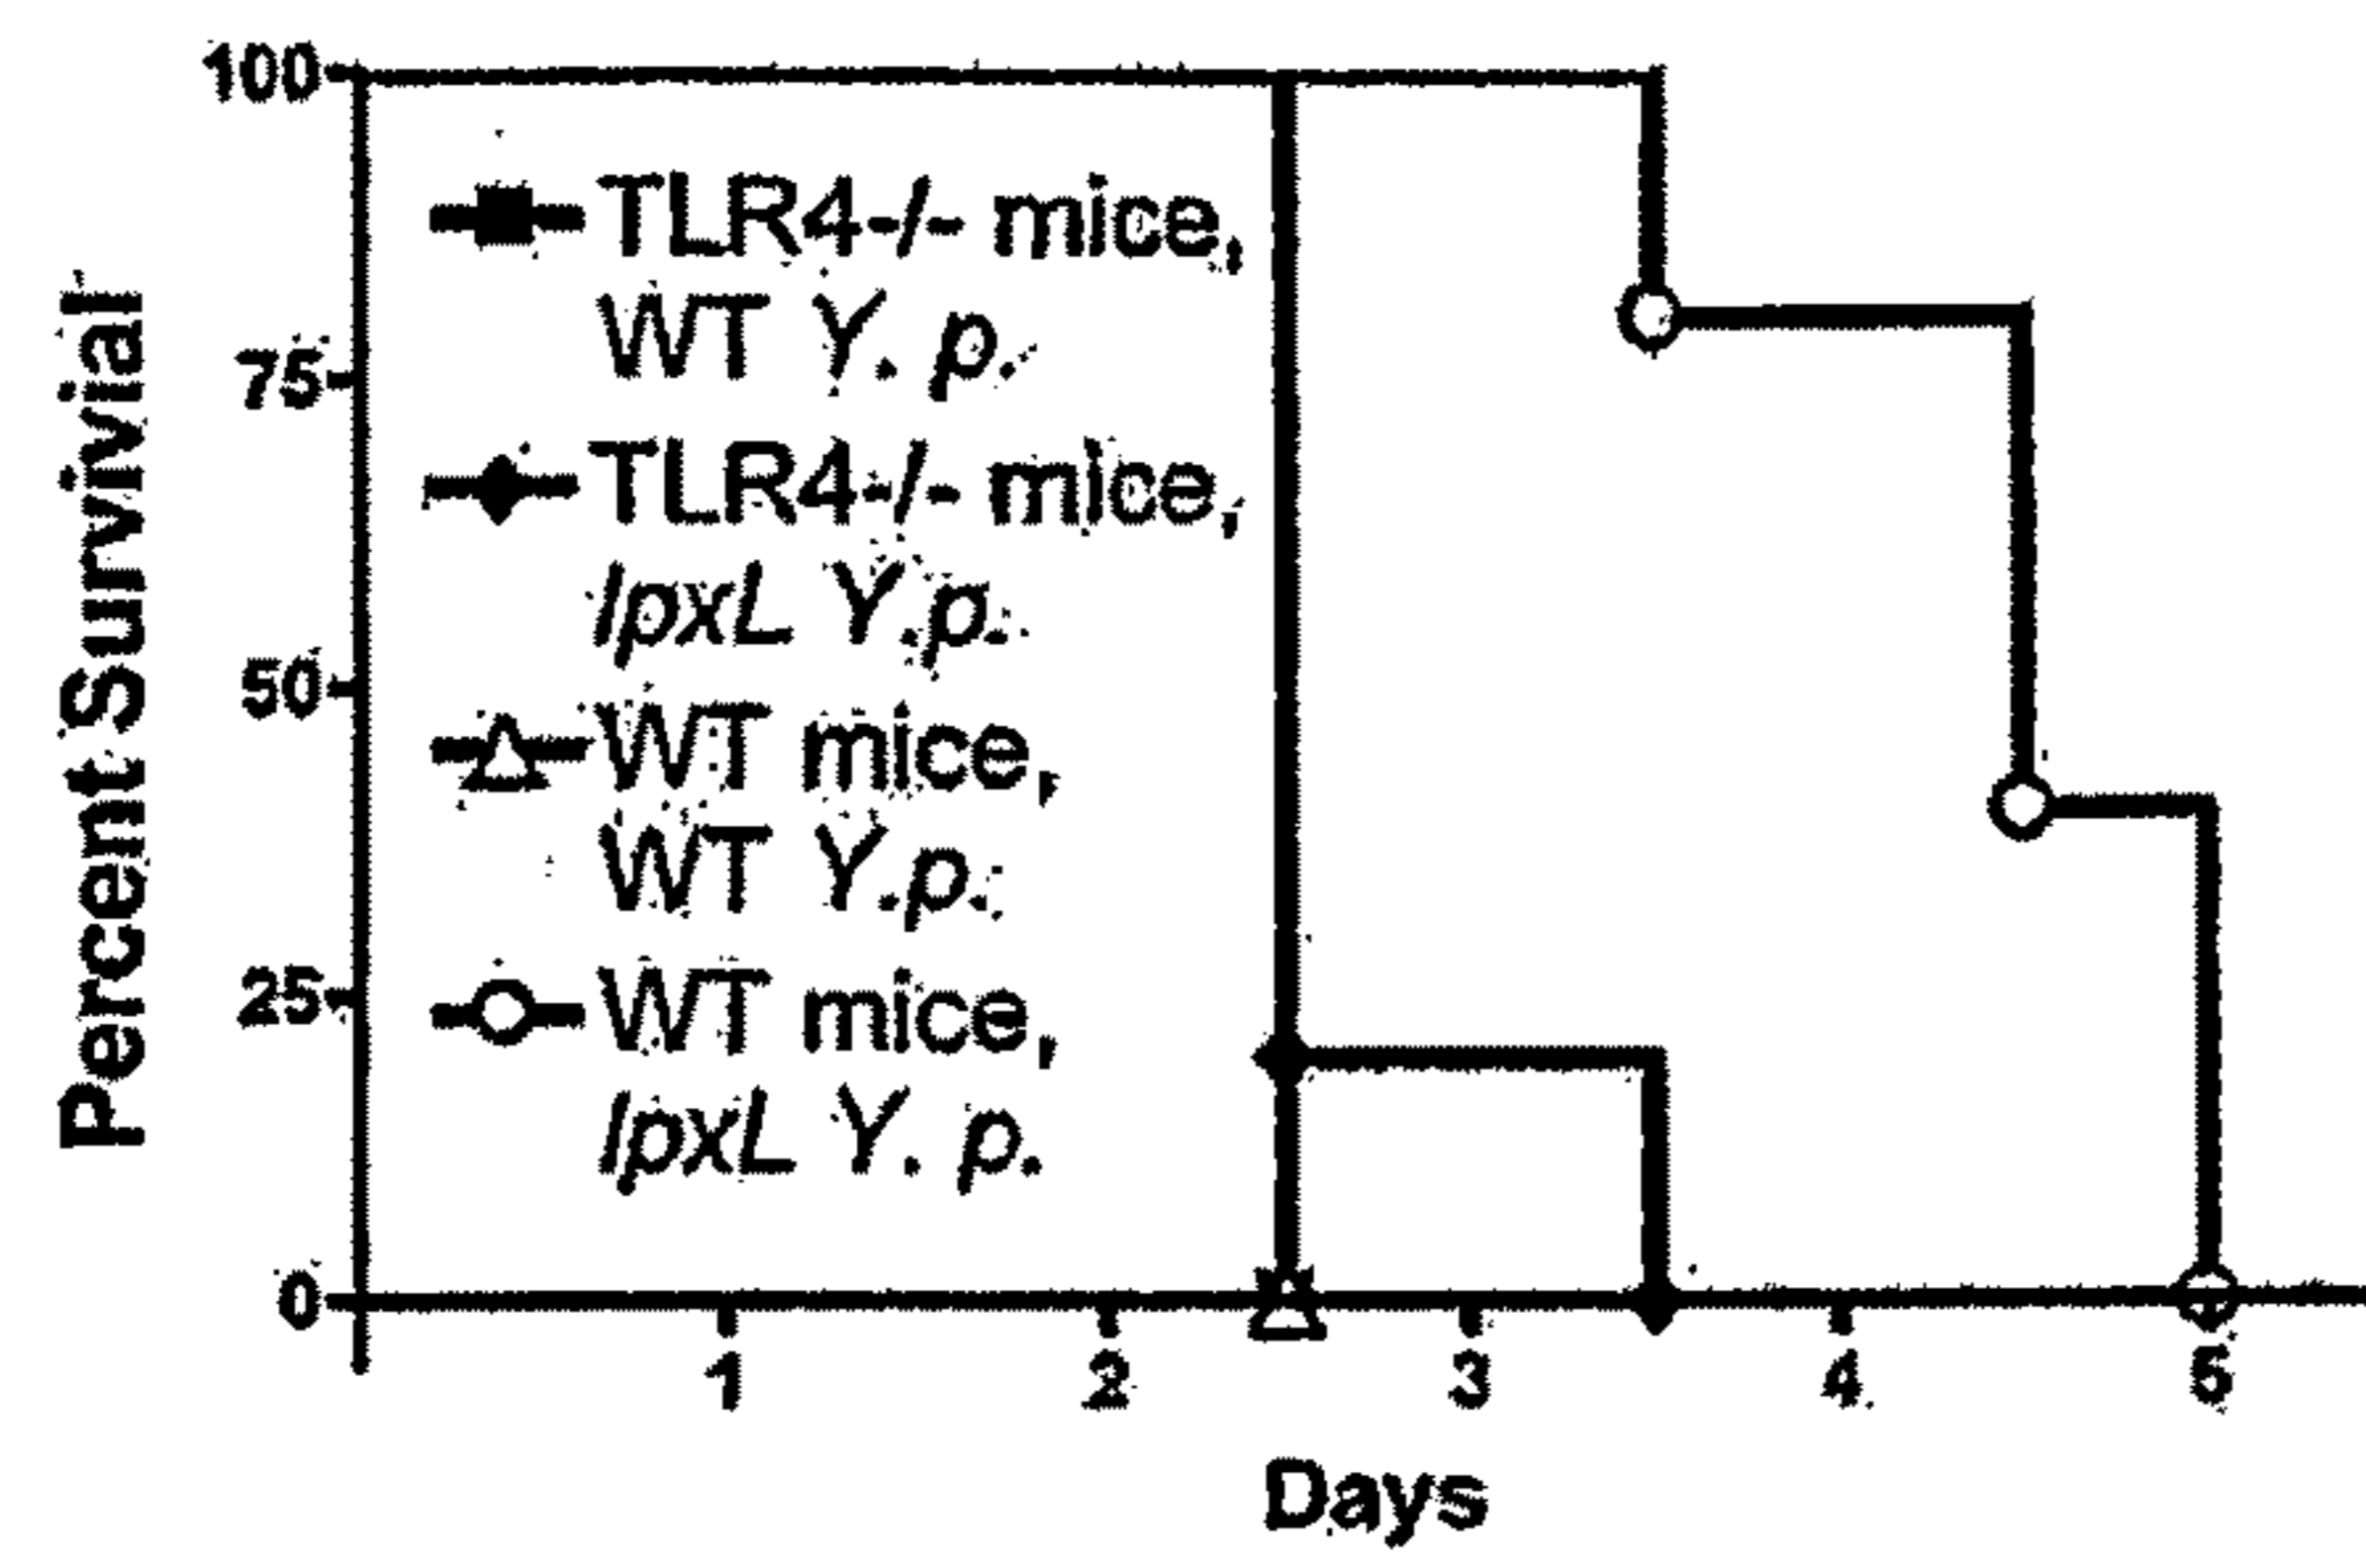 Percent Survival
100
75
50
25
0
TLR4-/- mice,
WT Y. p.
TLR4-/- mice,
lpxL Y.p.
WT mice,
WT Y.p.
WT mice,
lpxL Y. p.
1 2 3 4 5
Days